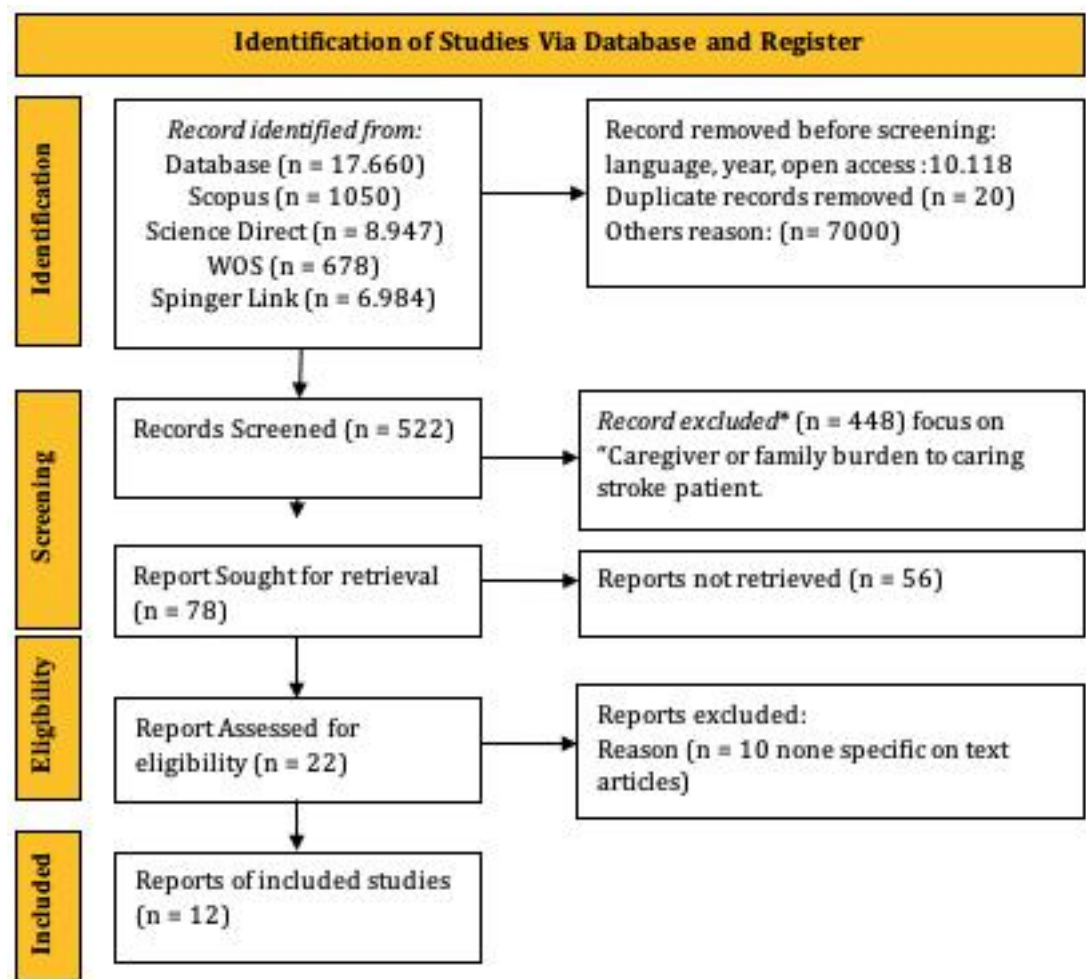 Identification of Studies Via Database and Register
Identification
Record identified from:
Database (n = 17.660)
Scopus (n = 1050)
Science Direct (n = 8.947)
WOS (n = 678)
Spinger Link (n = 6.984)
Record removed before screening:
language, year, open access :10.118
Duplicate records removed (n = 20)
Others reason: (n= 7000)
Screening
Records Screened (n = 522)
Record excluded* (n = 448) focus on
"Caregiver or family burden to caring
stroke patient.
Report Sought for retrieval
(n = 78)
Reports not retrieved (n = 56)
Eligibility
Report Assessed for
eligibility (n = 22)
Reports excluded:
Reason (n = 10 none specific on text
articles)
Included
Reports of included studies
(n = 12)